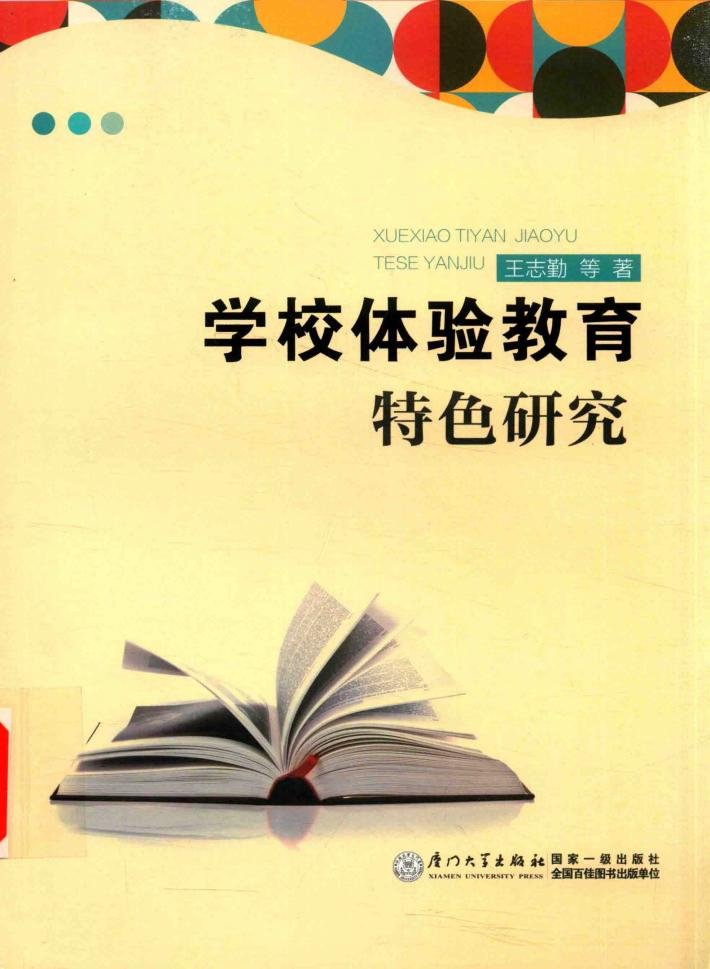 XUEXIAO TIYAN JIAOYU
TESE YANJIU 王志勤 等 著
学校体验教育
特色研究
厦门大学出版社 国家一级出版社
XIAMEN UNIVERSITY PRESS 全国百佳图书出版单位